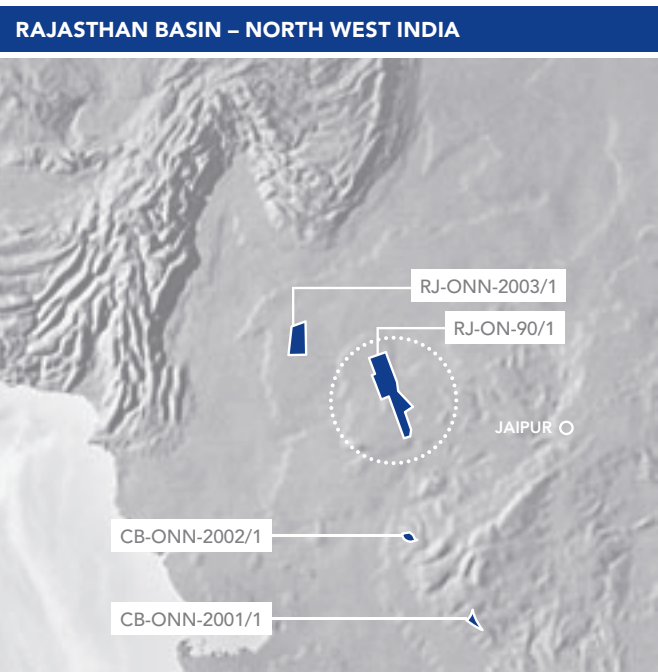 RAJASTHAN BASIN – NORTH WEST INDIA
RJ-ONN-2003/1
RJ-ON-90/1
JAIPUR
CB-ONN-2002/1
CB-ONN-2001/1